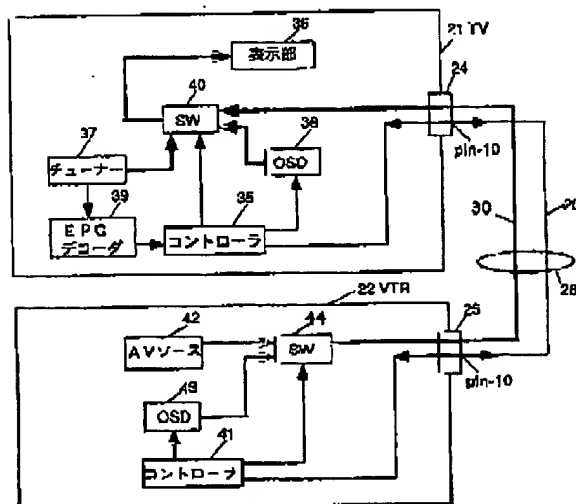 36
21 TV
表示部
24
40
SW
38
37
pin-10
チューナー
OSD
39
35
EPG
デコーダ
コントローラ
30
28
22 VTR
42
44
25
AVソース
SW
pin-10
OSD
41
コントローラ